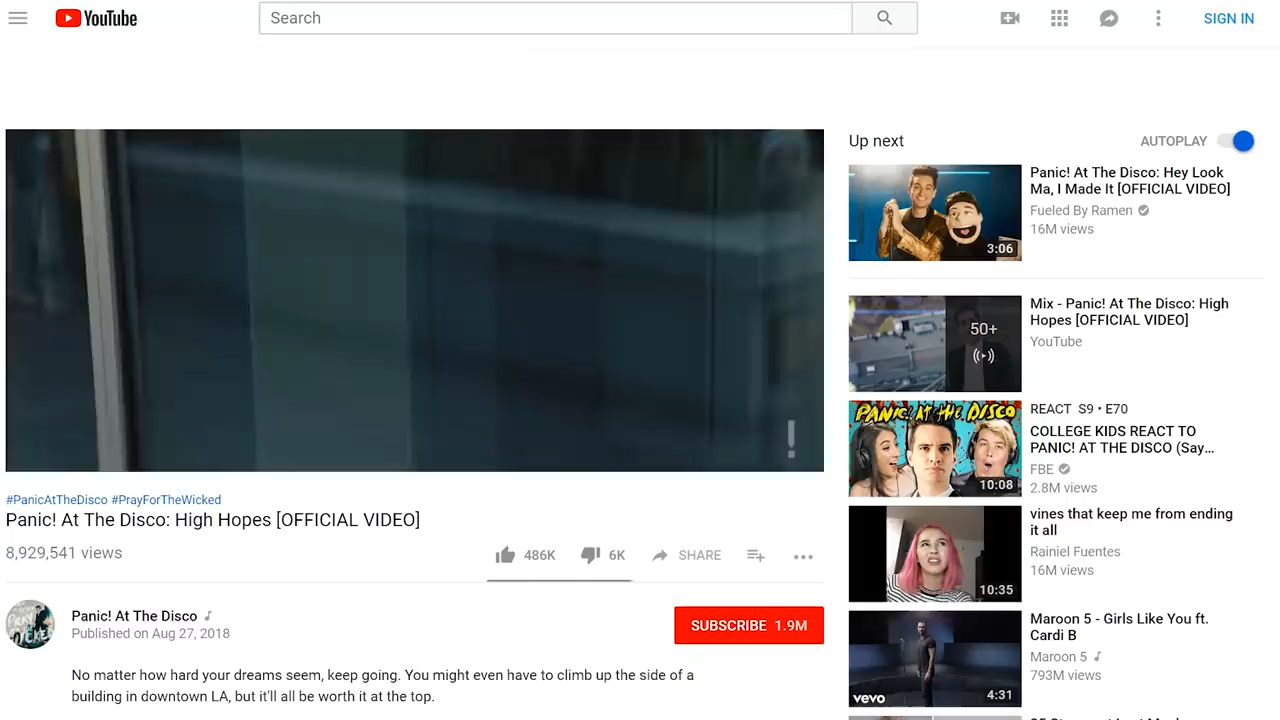 YouTube
Search
SIGN IN
Up next
AUTOPLAY
Panic! At The Disco: Hey Look
Ma, I Made It [OFFICIAL VIDEO]
Fueled By Ramen
16M views
3:06
Mix - Panic! At The Disco: High
Hopes [OFFICIAL VIDEO]
YouTube
50+
REACT S9 • E70
COLLEGE KIDS REACT TO
PANIC! AT THE DISCO (Say...
FBE
2.8M views
PANIC! AT THE DISCO
10:08
vines that keep me from ending
it all
Rainiel Fuentes
16M views
10:35
Maroon 5 - Girls Like You ft.
Cardi B
Maroon 5
793M views
vevo
4:31
!
#PanicAtTheDisco #PrayForTheWicked
Panic! At The Disco: High Hopes [OFFICIAL VIDEO]
8,929,541 views
486K
6K
SHARE
Panic! At The Disco
Published on Aug 27, 2018
SUBSCRIBE 1.9M
No matter how hard your dreams seem, keep going. You might even have to climb up the side of a
building in downtown LA, but it'll all be worth it at the top.